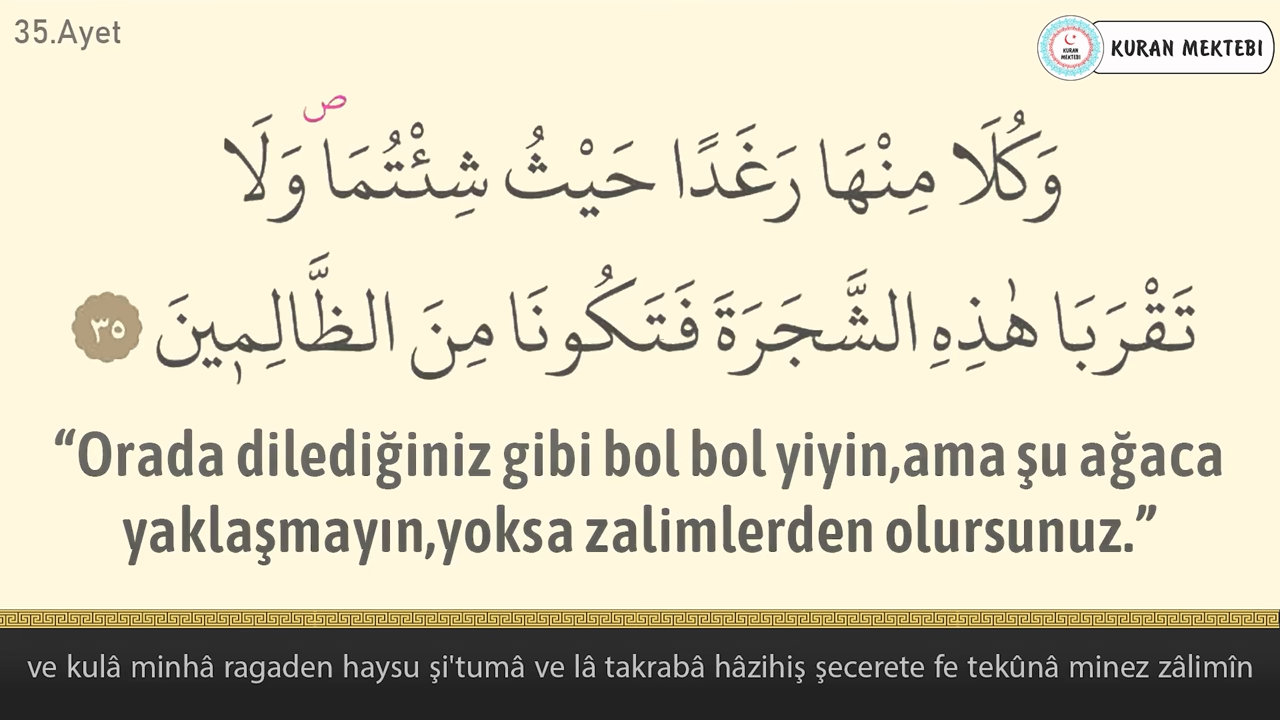 35.Ayet
KURAN MEKTEBI
KURAN
MEKTEBI
ص
وَكُلَا مِنْهَا رَغَدًا حَيْثُ شِئْتُمَا وَلَا
تَقْرَبَا هٰذِهِ الشَّجَرَةَ فَتَكُونَا مِنَ الظَّالِم۪ينَ ٣٥
“Orada dilediğiniz gibi bol bol yiyin,ama şu ağaca
yaklaşmayın,yoksa zalimlerden olursunuz.”
ve kulâ minhâ ragaden haysu şi'tumâ ve lâ takrabâ hâzihiş şecerete fe tekûnâ minez zâlimîn